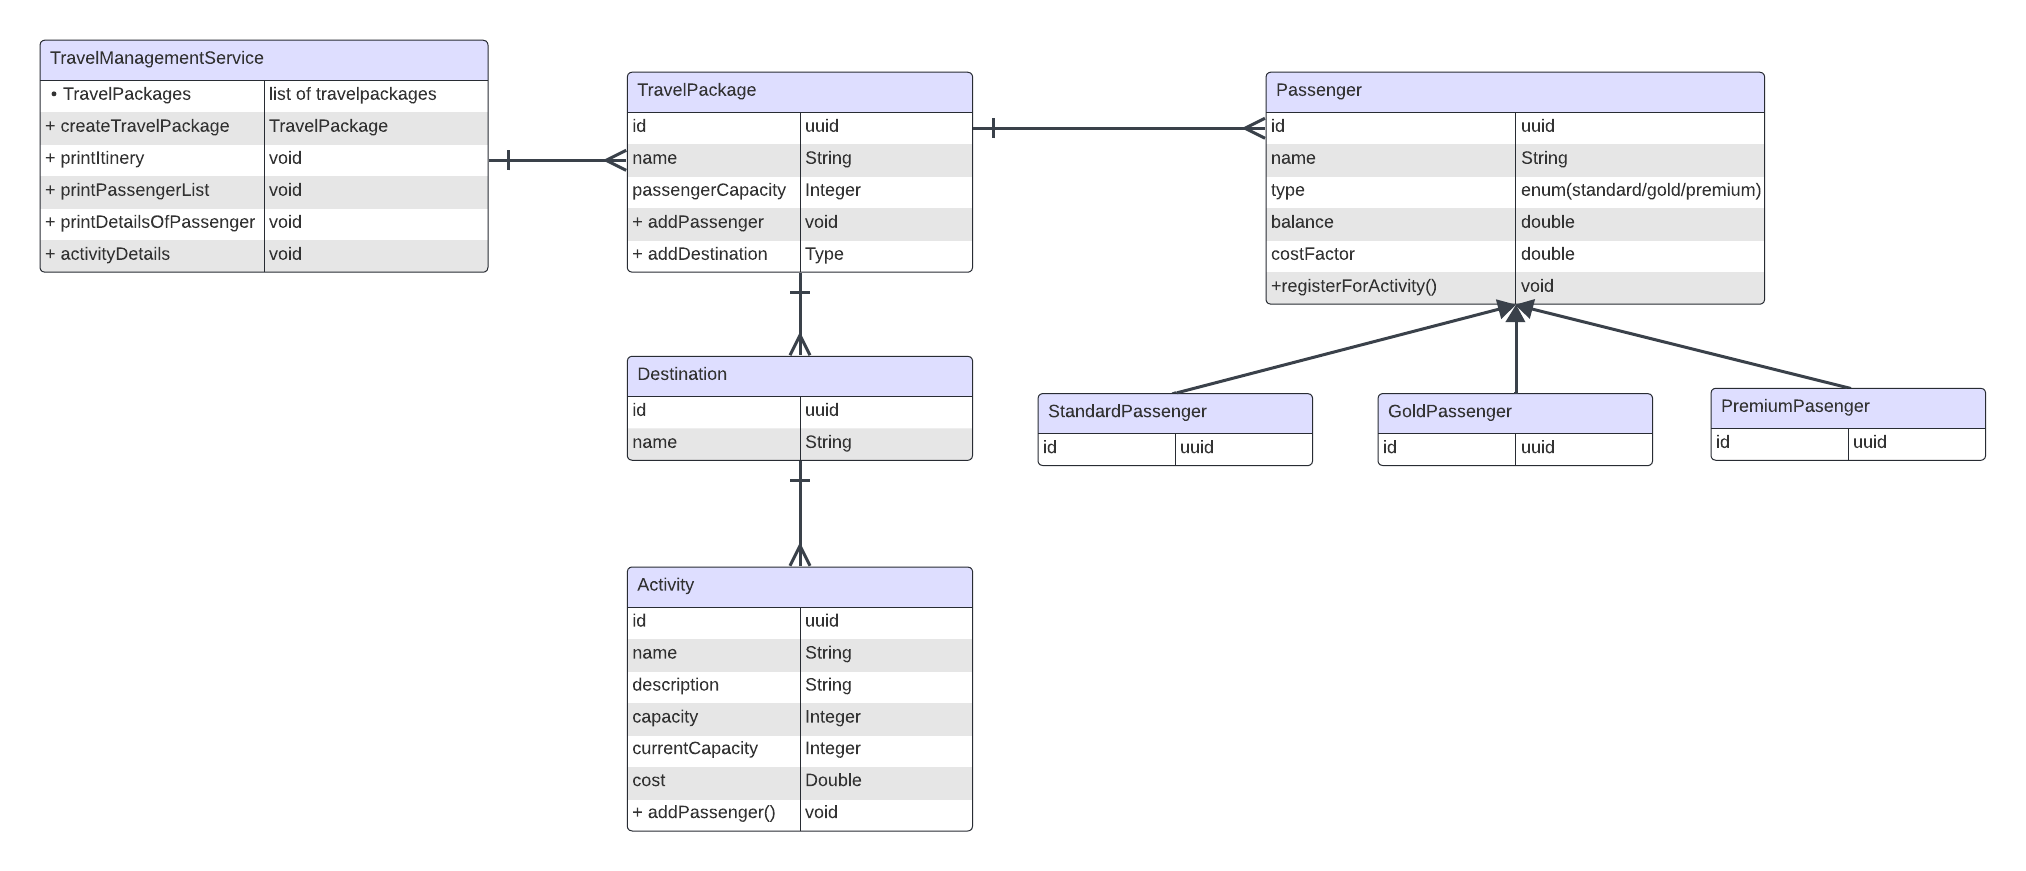 TravelManagementService
• TravelPackages list of travelpackages
+ createTravelPackage TravelPackage
+ printItinery void
+ printPassengerList void
+ printDetailsOfPassenger void
+ activityDetails void
TravelPackage
id uuid
name String
passengerCapacity Integer
+ addPassenger void
+ addDestination Type
Passenger
id uuid
name String
type enum(standard/gold/premium)
balance double
costFactor double
+registerForActivity() void
Destination
id uuid
name String
StandardPassenger
id uuid
GoldPassenger
id uuid
PremiumPasenger
id uuid
Activity
id uuid
name String
description String
capacity Integer
currentCapacity Integer
cost Double
+ addPassenger() void